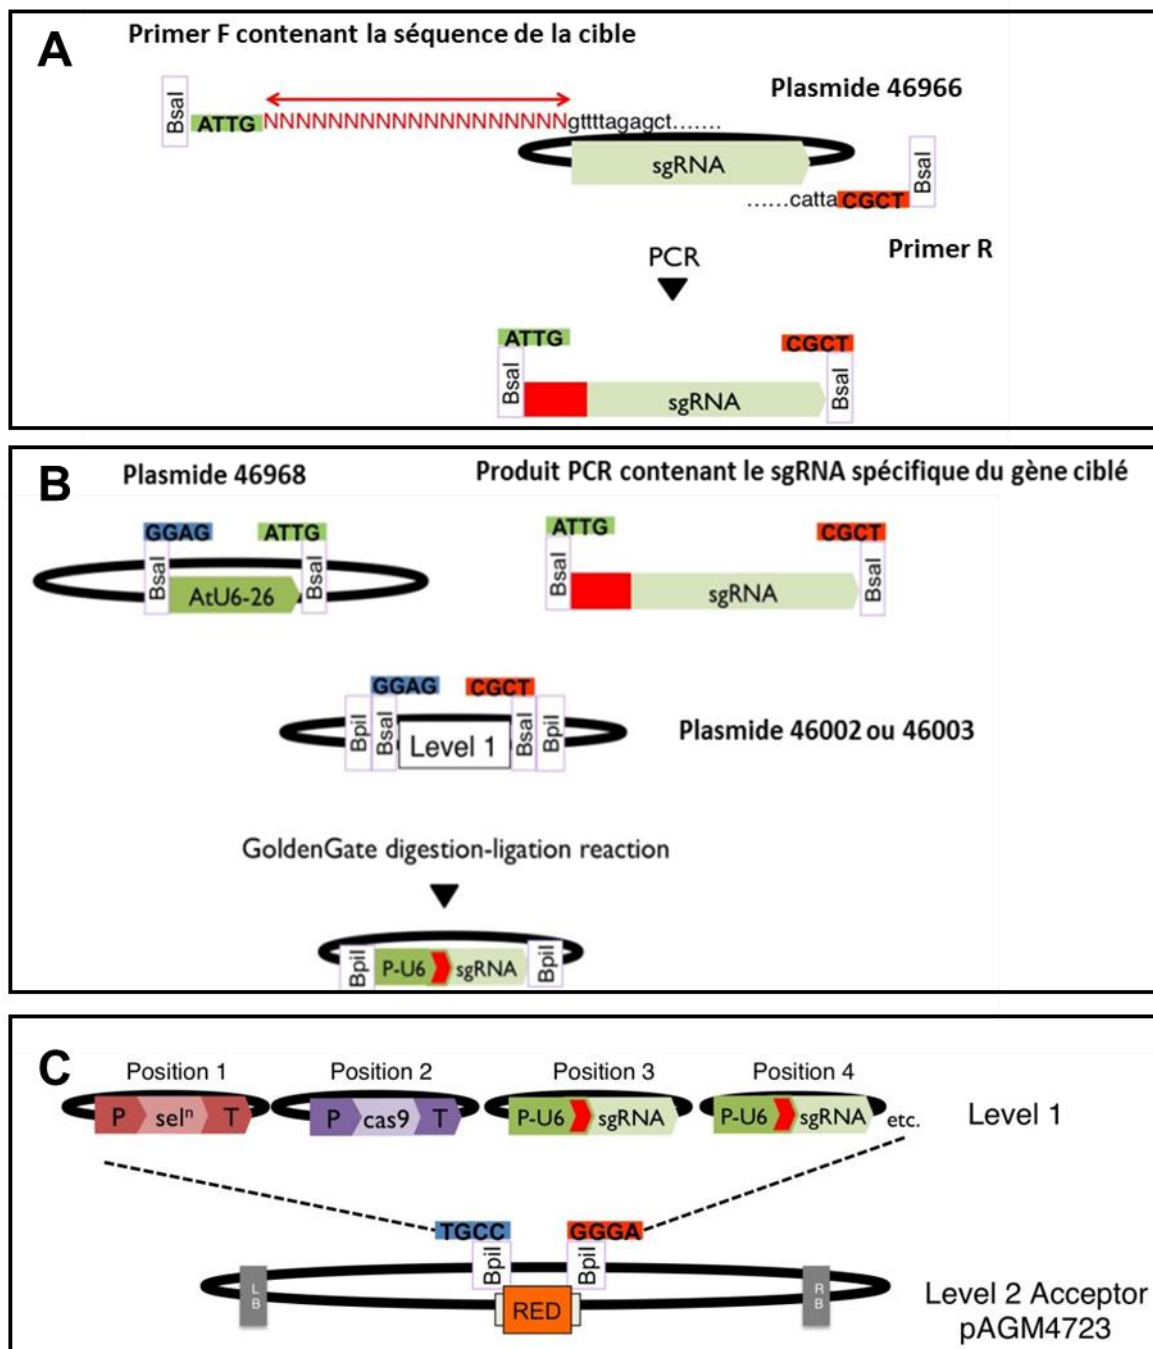 A
Primer F contenant la séquence de la cible
Plasmide 46966
BsaI
ATTG NNNNNNNNNNNNNNNNNNNgttttagagct.......
sgRNA
BsaI
......catta CGCT
Primer R
PCR
ATTG
CGCT
BsaI
sgRNA
BsaI
B
Plasmide 46968
Produit PCR contenant le sgRNA spécifique du gène ciblé
GGAG
ATTG
ATTG
CGCT
BsaI
AtU6-26
BsaI
BsaI
sgRNA
BsaI
GGAG
CGCT
BpiI
BsaI
Level 1
BsaI
BpiI
Plasmide 46002 ou 46003
GoldenGate digestion-ligation reaction
BpiI
P-U6
sgRNA
BpiI
C
Position 1
Position 2
Position 3
Position 4
P
selⁿ
T
P
cas9
T
P-U6
sgRNA
P-U6
sgRNA
etc.
Level 1
TGCC
GGGA
BpiI
BpiI
LB
RED
RB
Level 2 Acceptor
pAGM4723